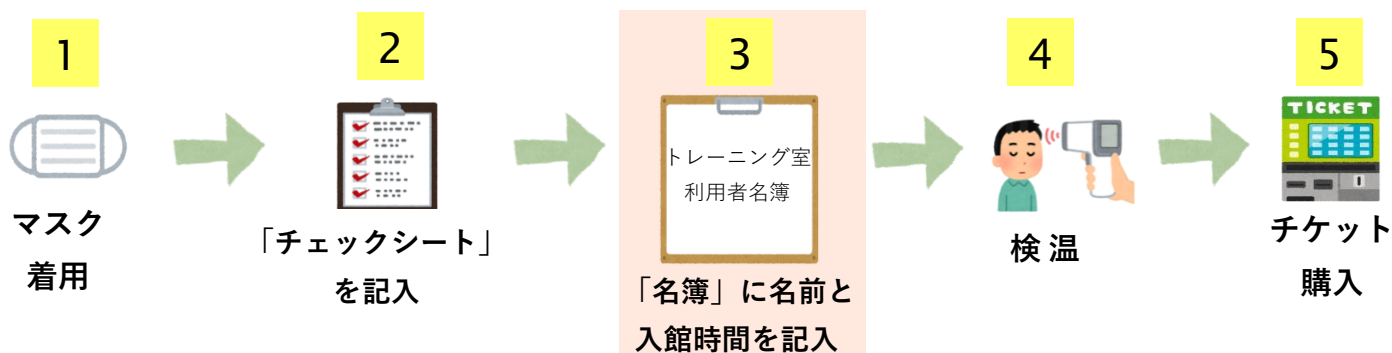 1
マスク
着用
2
「チェックシート」
を記入
3
トレーニング室
利用者名簿
「名簿」に名前と
入館時間を記入
4
検温
5
TICKET
チケット
購入